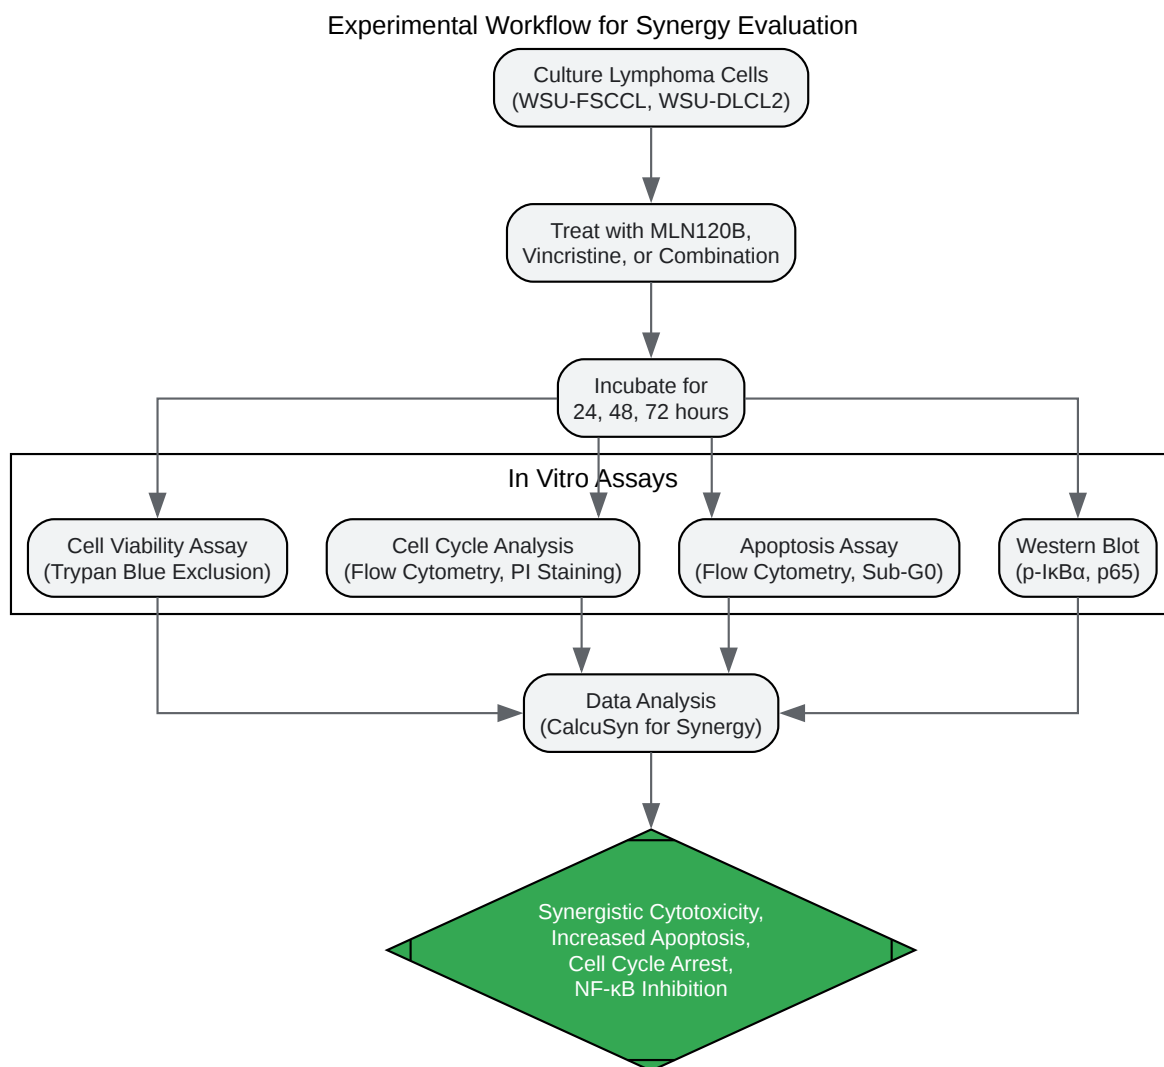 Experimental Workflow for Synergy Evaluation
Culture Lymphoma Cells
(WSU-FSCCL, WSU-DLCL2)
Treat with MLN120B,
Vincristine, or Combination
Incubate for
24, 48, 72 hours
In Vitro Assays
Cell Viability Assay
(Trypan Blue Exclusion)
Cell Cycle Analysis
(Flow Cytometry, PI Staining)
Apoptosis Assay
(Flow Cytometry, Sub-G0)
Western Blot
(p-IκBα, p65)
Data Analysis
(CalcuSyn for Synergy)
Synergistic Cytotoxicity,
Increased Apoptosis,
Cell Cycle Arrest,
NF-κB Inhibition